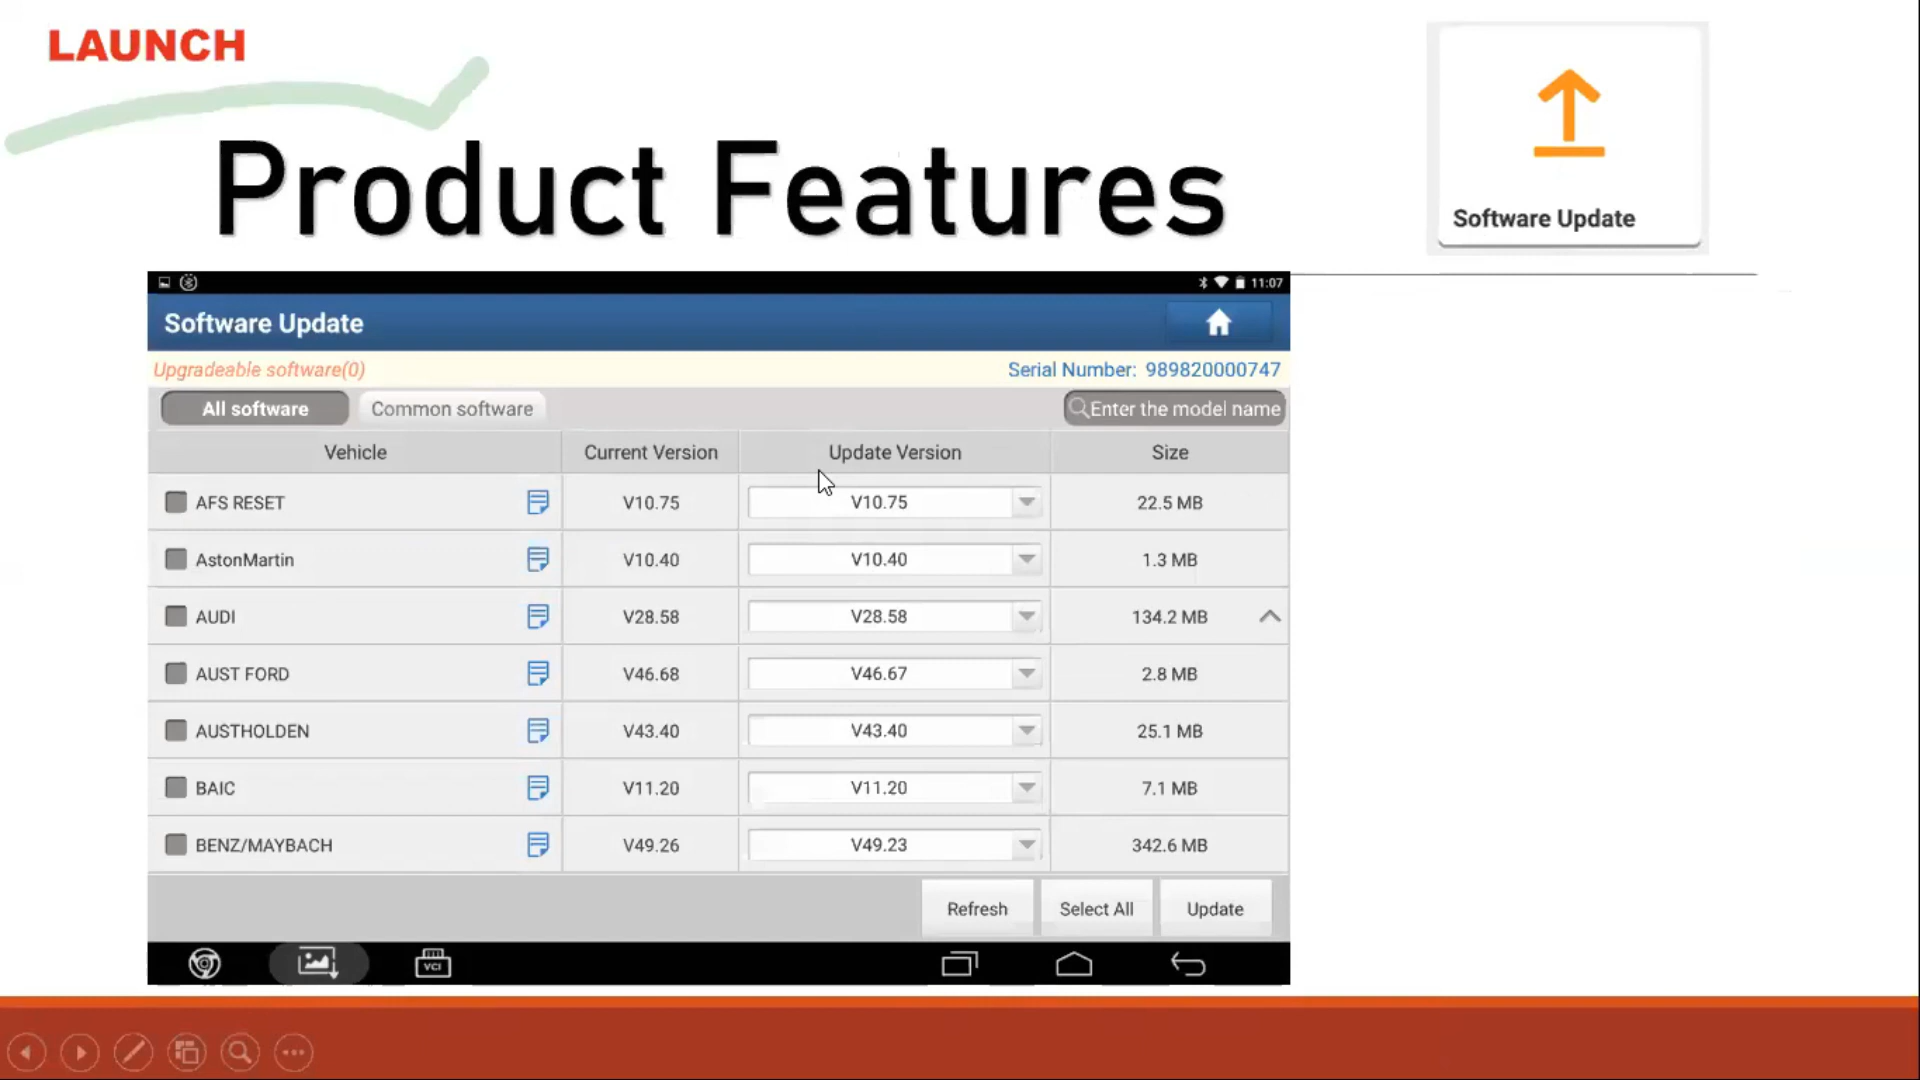 LAUNCH
Software Update
Product Features
11:07
Software Update
Upgradeable software(0)
Serial Number: 989820000747
All software
Common software
Enter the model name
Vehicle Current Version Update Version Size
AFS RESET V10.75 V10.75 22.5 MB
AstonMartin V10.40 V10.40 1.3 MB
AUDI V28.58 V28.58 134.2 MB
AUST FORD V46.68 V46.67 2.8 MB
AUSTHOLDEN V43.40 V43.40 25.1 MB
BAIC V11.20 V11.20 7.1 MB
BENZ/MAYBACH V49.26 V49.23 342.6 MB
Refresh Select All Update
VCI